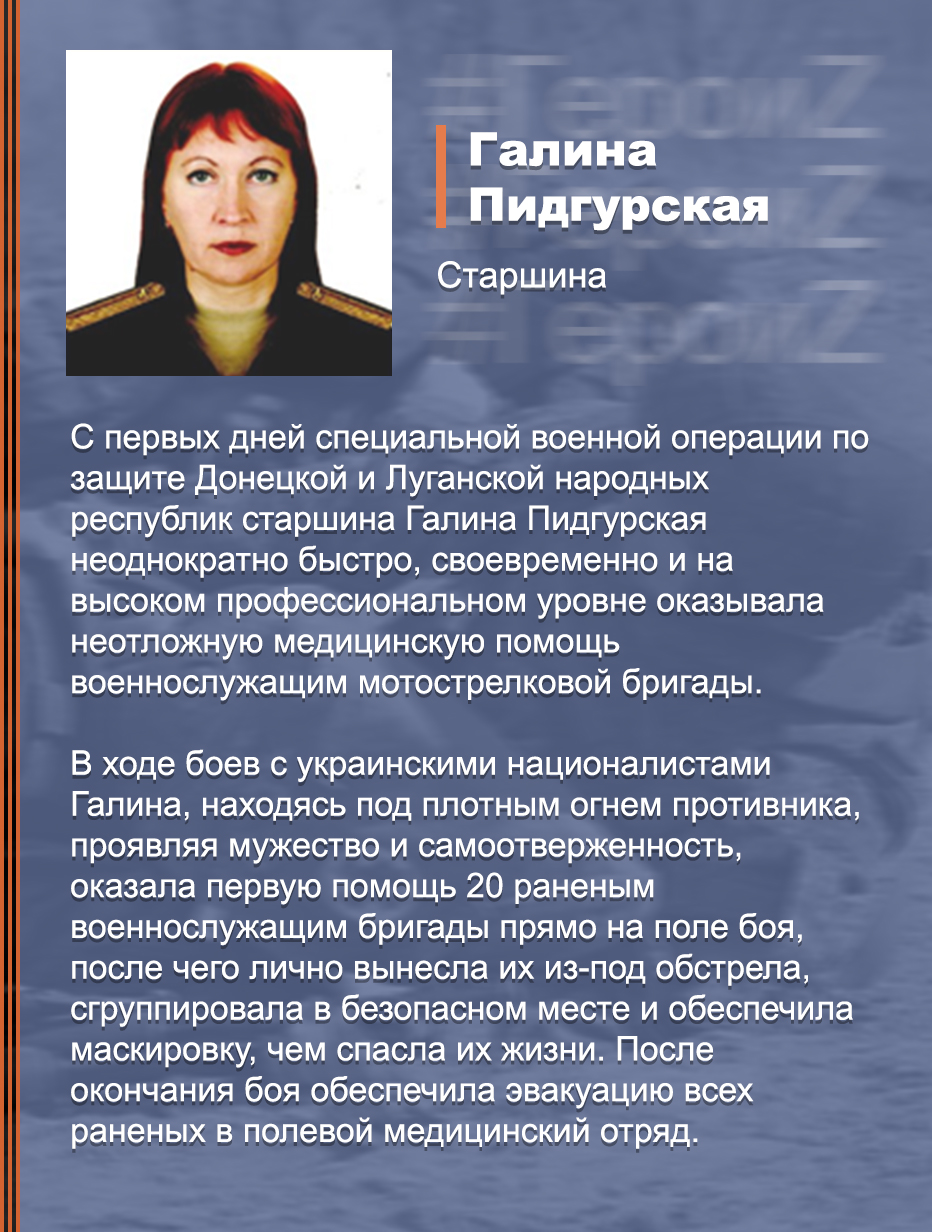 #ГероиZ
#ГероиZ
#ГероиZ
Галина
Пидгурская
Старшина
С первых дней специальной военной операции по
защите Донецкой и Луганской народных
республик старшина Галина Пидгурская
неоднократно быстро, своевременно и на
высоком профессиональном уровне оказывала
неотложную медицинскую помощь
военнослужащим мотострелковой бригады.
В ходе боев с украинскими националистами
Галина, находясь под плотным огнем противника,
проявляя мужество и самоотверженность,
оказала первую помощь 20 раненым
военнослужащим бригады прямо на поле боя,
после чего лично вынесла их из-под обстрела,
сгруппировала в безопасном месте и обеспечила
маскировку, чем спасла их жизни. После
окончания боя обеспечила эвакуацию всех
раненых в полевой медицинский отряд.